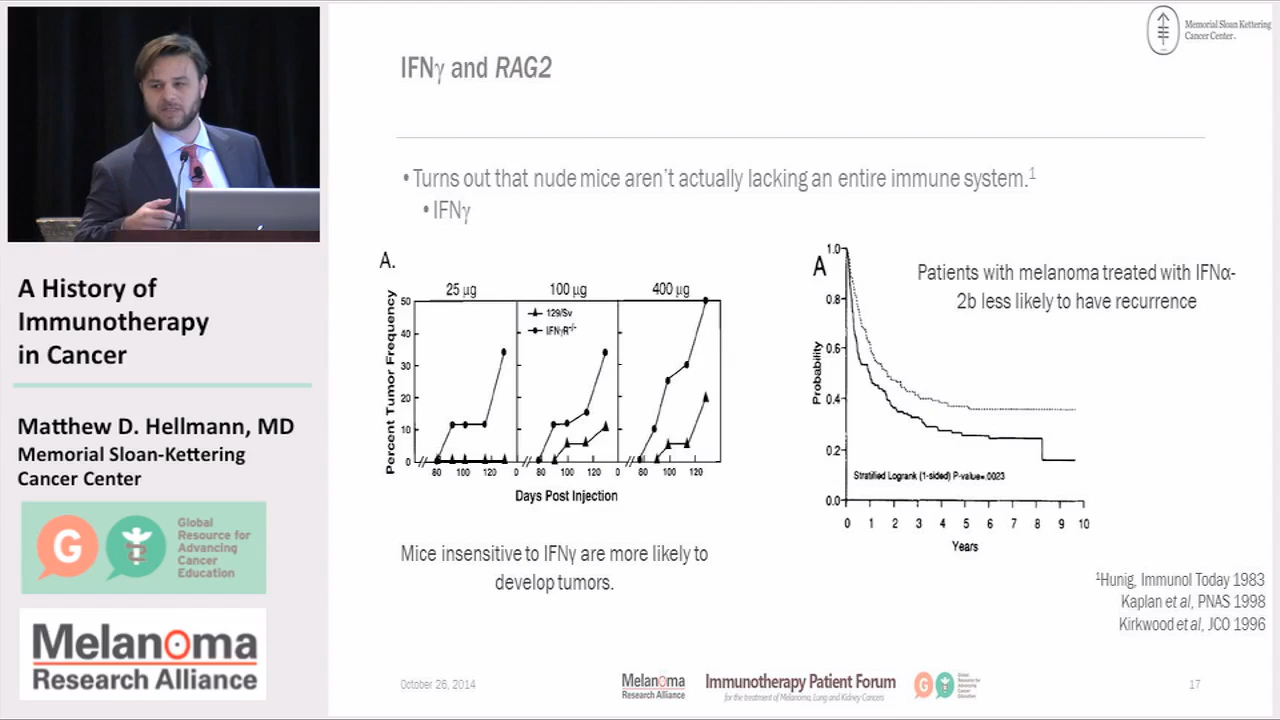 Memorial Sloan Kettering
Cancer Center
IFNγ and RAG2
• Turns out that nude mice aren't actually lacking an entire immune system.1
• IFNγ
A.
25 μg
100 μg
400 μg
129/Sv
IFNγR-/-
Percent Tumor Frequency
50
40
30
20
10
0
80 100 120 0 100 120 0 100 120
80 80
Days Post Injection
Mice insensitive to IFNγ are more likely to
develop tumors.
A
Patients with melanoma treated with IFNα-
2b less likely to have recurrence
Probability
1.0
0.8
0.6
0.4
0.2
0.0
Stratified Logrank (1-sided) P-value=.0023
0 1 2 3 4 5 6 7 8 9 10
Years
1Hunig, Immunol Today 1983
Kaplan et al, PNAS 1998
Kirkwood et al, JCO 1996
October 26, 2014
Melanoma
Research Alliance
Immunotherapy Patient Forum
for the treatment of Melanoma, Lung and Kidney Cancers
G
Global
Resource for
Advancing
Cancer
Education
17
A History of
Immunotherapy
in Cancer
Matthew D. Hellmann, MD
Memorial Sloan-Kettering
Cancer Center
G
Global
Resource for
Advancing
Cancer
Education
Melanoma
Research Alliance